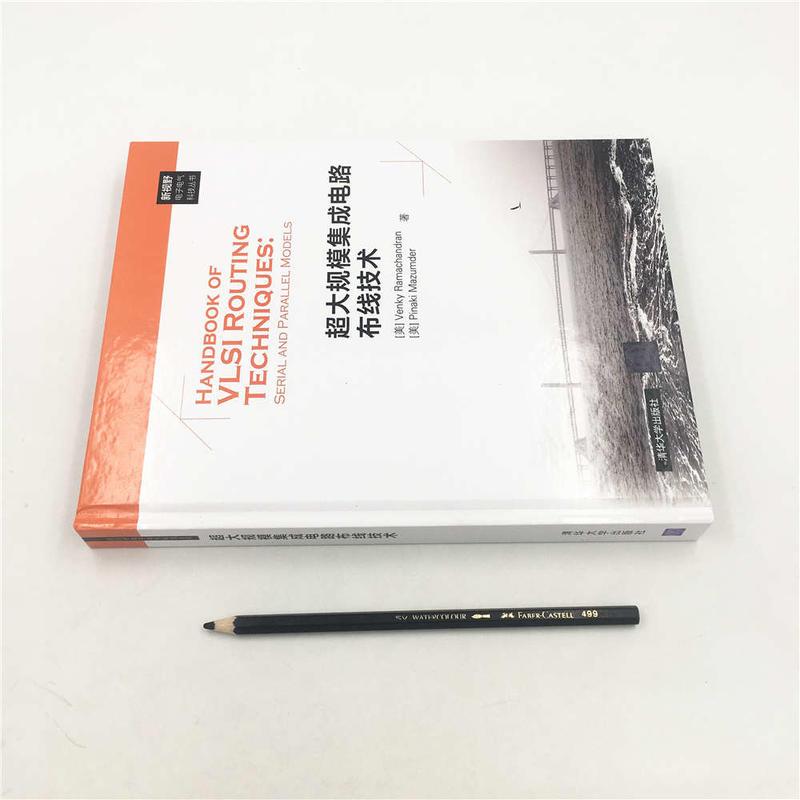 新视野
电子电气
科技丛书
HANDBOOK OF
VLSI ROUTING
TECHNIQUES:
SERIAL AND PARALLEL MODELS
超大规模集成电路
布线技术
[美] Venky Ramachandran
[美] Pinaki Mazumder
著
清华大学出版社
超大规模集成电路布线技术
清华大学出版社
WATERCOLOUR FABER-CASTELL 499